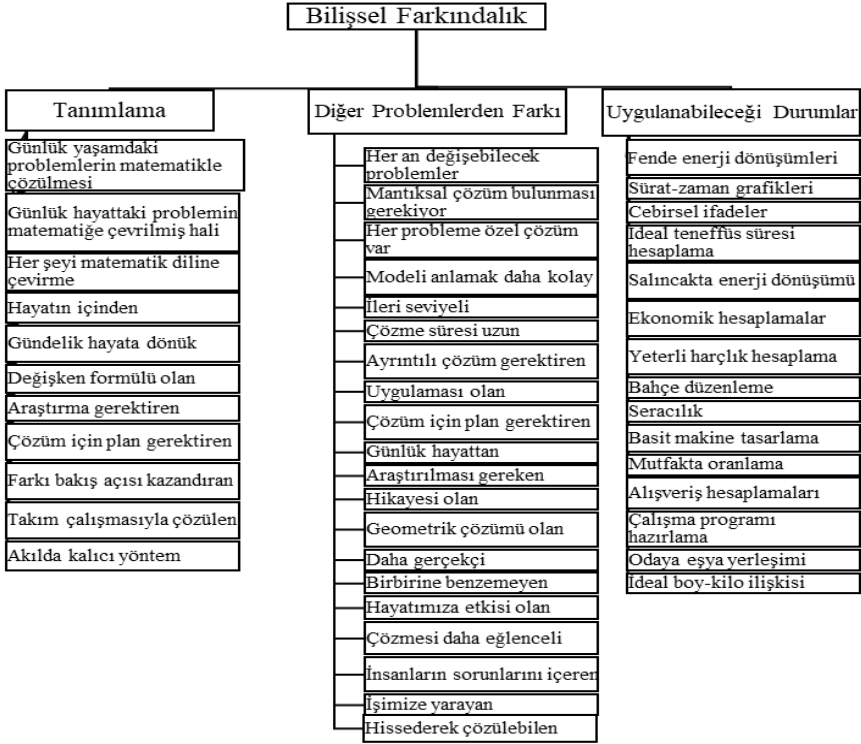 Bilişsel Farkındalık
Tanımlama
Günlük yaşamdaki
problemlerin matematikle
çözülmesi
Günlük hayattaki problemin
matematiğe çevrilmiş hali
Her şeyi matematik diline
çevirme
Hayatın içinden
Gündelik hayata dönük
Değişken formülü olan
Araştırma gerektiren
Çözüm için plan gerektiren
Farkı bakış açısı kazandıran
Takım çalışmasıyla çözülen
Akılda kalıcı yöntem
Diğer Problemlerden Farkı
Her an değişebilecek
problemler
Mantıksal çözüm bulunması
gerekiyor
Her probleme özel çözüm
var
Modeli anlamak daha kolay
İleri seviyeli
Çözme süresi uzun
Ayrıntılı çözüm gerektiren
Uygulaması olan
Çözüm için plan gerektiren
Günlük hayattan
Araştırılması gereken
Hikayesi olan
Geometrik çözümü olan
Daha gerçekçi
Birbirine benzemeyen
Hayatımıza etkisi olan
Çözmesi daha eğlenceli
İnsanların sorunlarını içeren
İşimize yarayan
Hissederek çözülebilen
Uygulanabileceği Durumlar
Fende enerji dönüşümleri
Sürat-zaman grafikleri
Cebirsel ifadeler
İdeal teneffüs süresi
hesaplama
Salıncakta enerji dönüşümü
Ekonomik hesaplamalar
Yeterli harçlık hesaplama
Bahçe düzenleme
Seracılık
Basit makine tasarlama
Mutfakta oranlama
Alışveriş hesaplamaları
Çalışma programı
hazırlama
Odaya eşya yerleşimi
İdeal boy-kilo ilişkisi